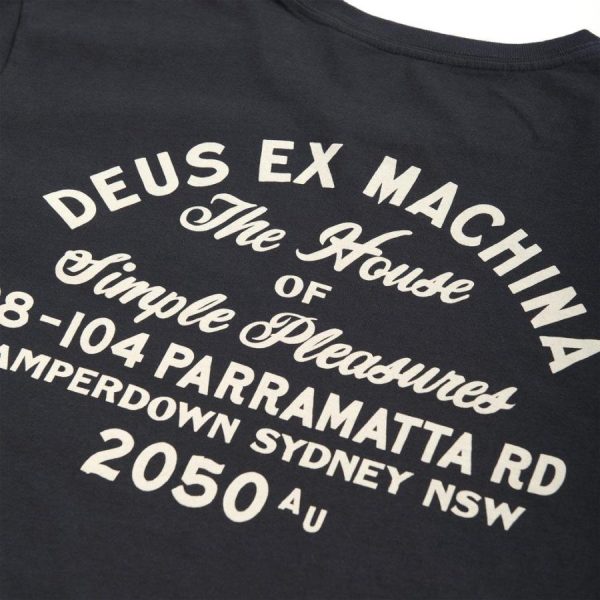 DEUS EX MACHINA
The House
OF
Simple Pleasures
8-104 PARRAMATTA RD
AMPERDOWN SYDNEY NSW
2050 AU